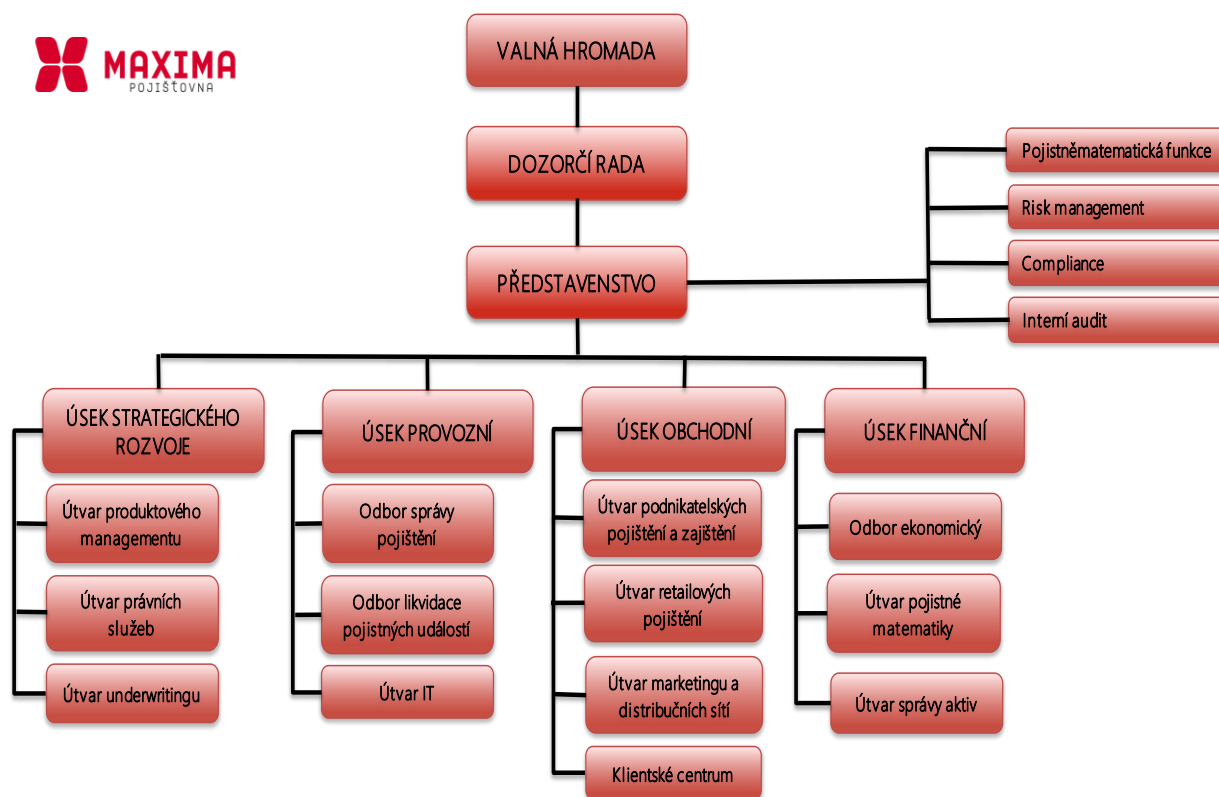 MAXIMA
POJIŠŤOVNA
VALNÁ HROMADA
DOZORČÍ RADA
PŘEDSTAVENSTVO
Pojistněmatematická funkce
Risk management
Compliance
Interní audit
ÚSEK STRATEGICKÉHO
ROZVOJE
Útvar produktového
managementu
Útvar právních
služeb
Útvar underwritingu
ÚSEK PROVOZNÍ
Odbor správy
pojištění
Odbor likvidace
pojistných událostí
Útvar IT
ÚSEK OBCHODNÍ
Útvar podnikatelských
pojištění a zajištění
Útvar retailových
pojištění
Útvar marketingu a
distribučních sítí
Klientské centrum
ÚSEK FINANČNÍ
Odbor ekonomický
Útvar pojistné
matematiky
Útvar správy aktiv